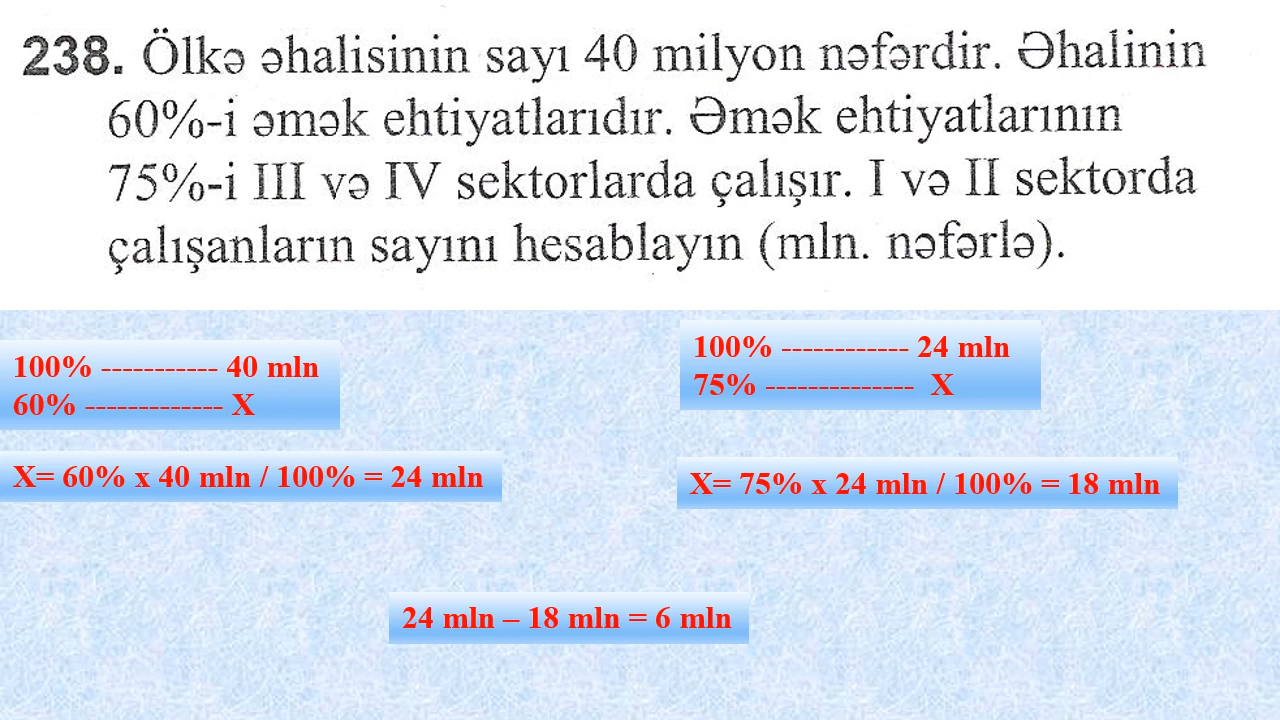 238. Ölkə əhalisinin sayı 40 milyon nəfərdir. Əhalinin
60%-i əmək ehtiyatlarıdır. Əmək ehtiyatlarının
75%-i III və IV sektorlarda çalışır. I və II sektorda
çalışanların sayını hesablayın (mln. nəfərlə).
100% ----------- 40 mln
60% ------------- X
X= 60% x 40 mln / 100% = 24 mln
100% ------------ 24 mln
75% -------------- X
X= 75% x 24 mln / 100% = 18 mln
24 mln – 18 mln = 6 mln